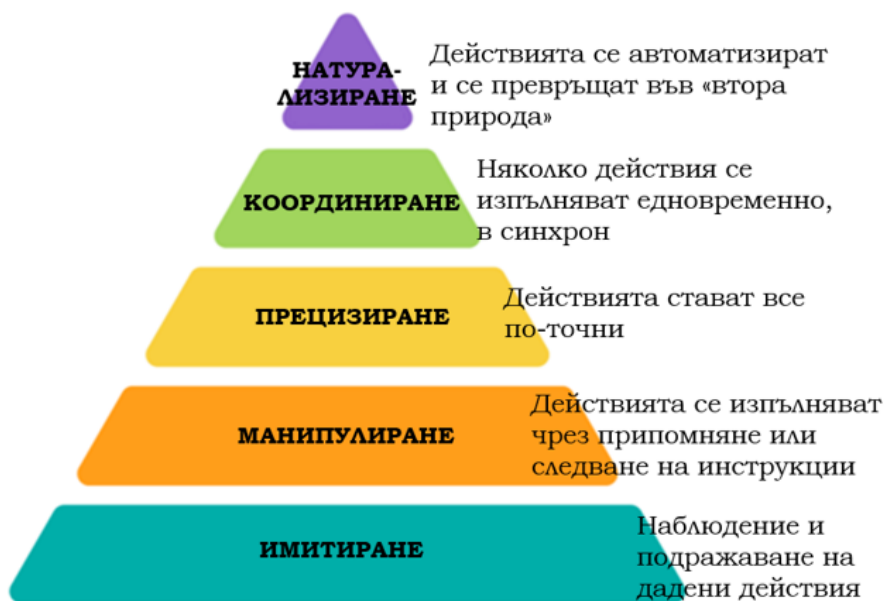 НАТУРА-
ЛИЗИРАНЕ
Действията се автоматизират
и се превръщат във «втора
природа»
КООРДИНИРАНЕ
Няколко действия се
изпълняват едновременно,
в синхрон
ПРЕЦИЗИРАНЕ
Действията стават все
по-точни
МАНИПУЛИРАНЕ
Действията се изпълняват
чрез припомняне или
следване на инструкции
ИМИТИРАНЕ
Наблюдение и
подражаване на
дадени действия